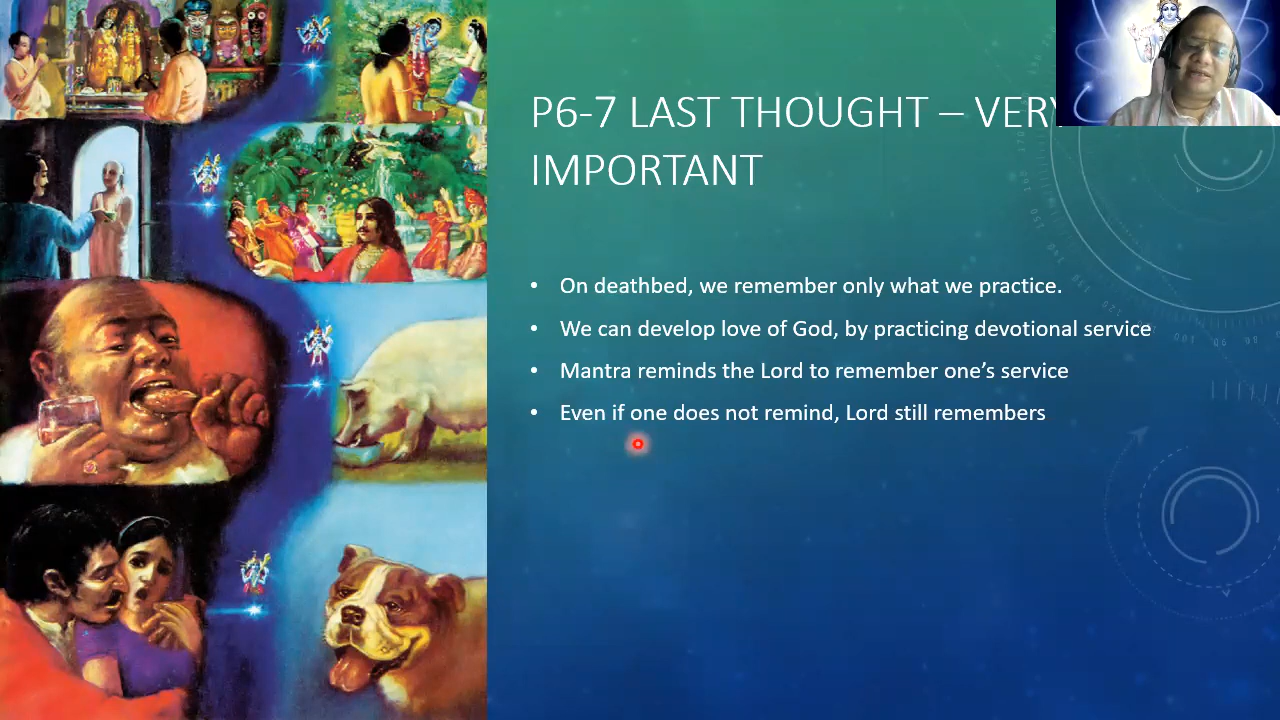 P6-7 LAST THOUGHT – VERY
IMPORTANT
• On deathbed, we remember only what we practice.
• We can develop love of God, by practicing devotional service
• Mantra reminds the Lord to remember one’s service
• Even if one does not remind, Lord still remembers